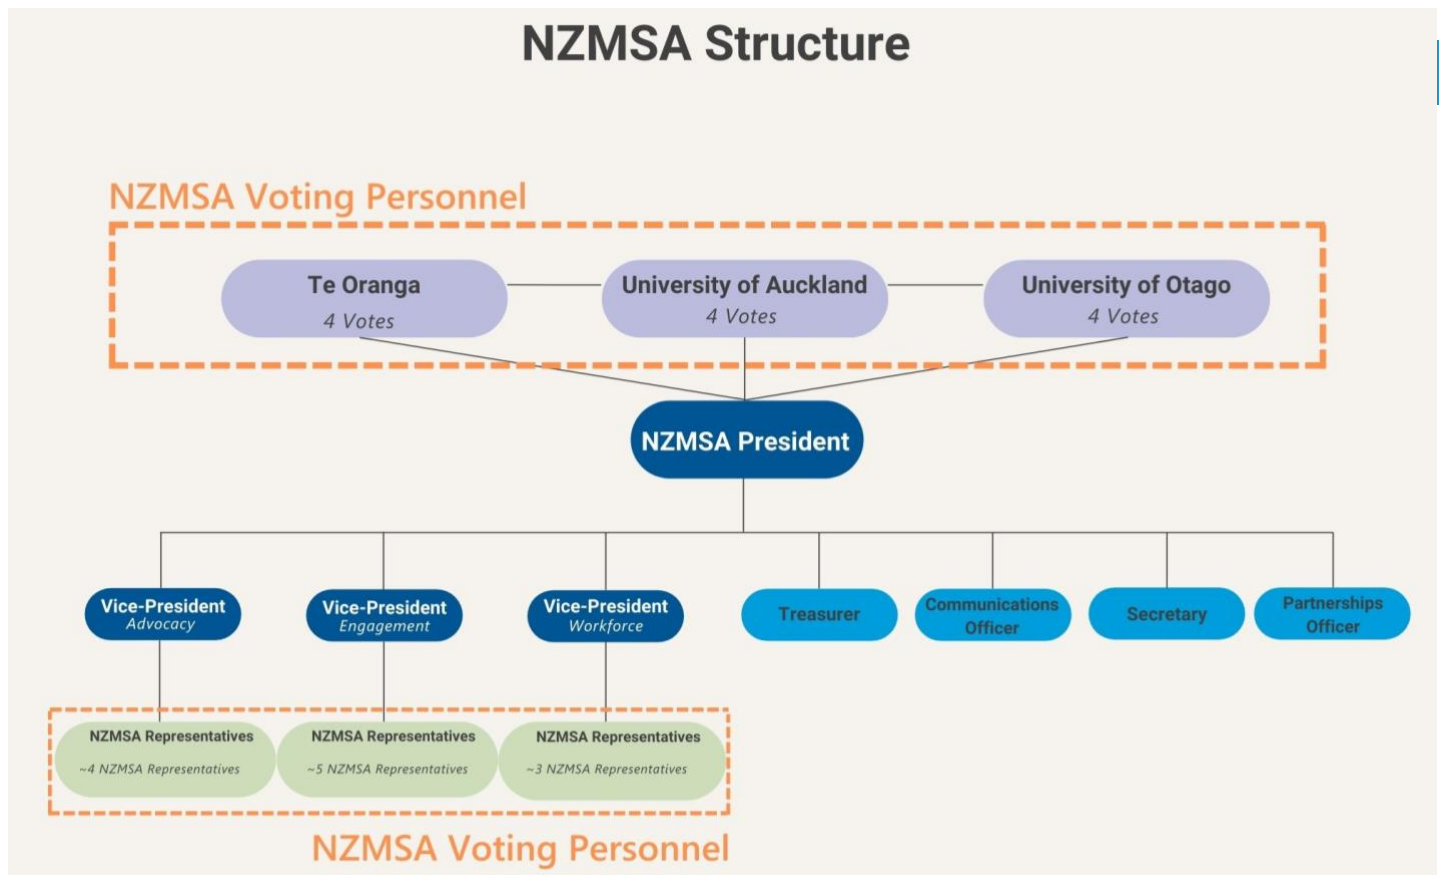 NZMSA Structure
NZMSA Voting Personnel
Te Oranga
4 Votes
University of Auckland
4 Votes
University of Otago
4 Votes
NZMSA President
Vice-President
Advocacy
Vice-President
Engagement
Vice-President
Workforce
Treasurer
Communications
Officer
Secretary
Partnerships
Officer
NZMSA Representatives
~4 NZMSA Representatives
NZMSA Representatives
~5 NZMSA Representatives
NZMSA Representatives
~3 NZMSA Representatives
NZMSA Voting Personnel